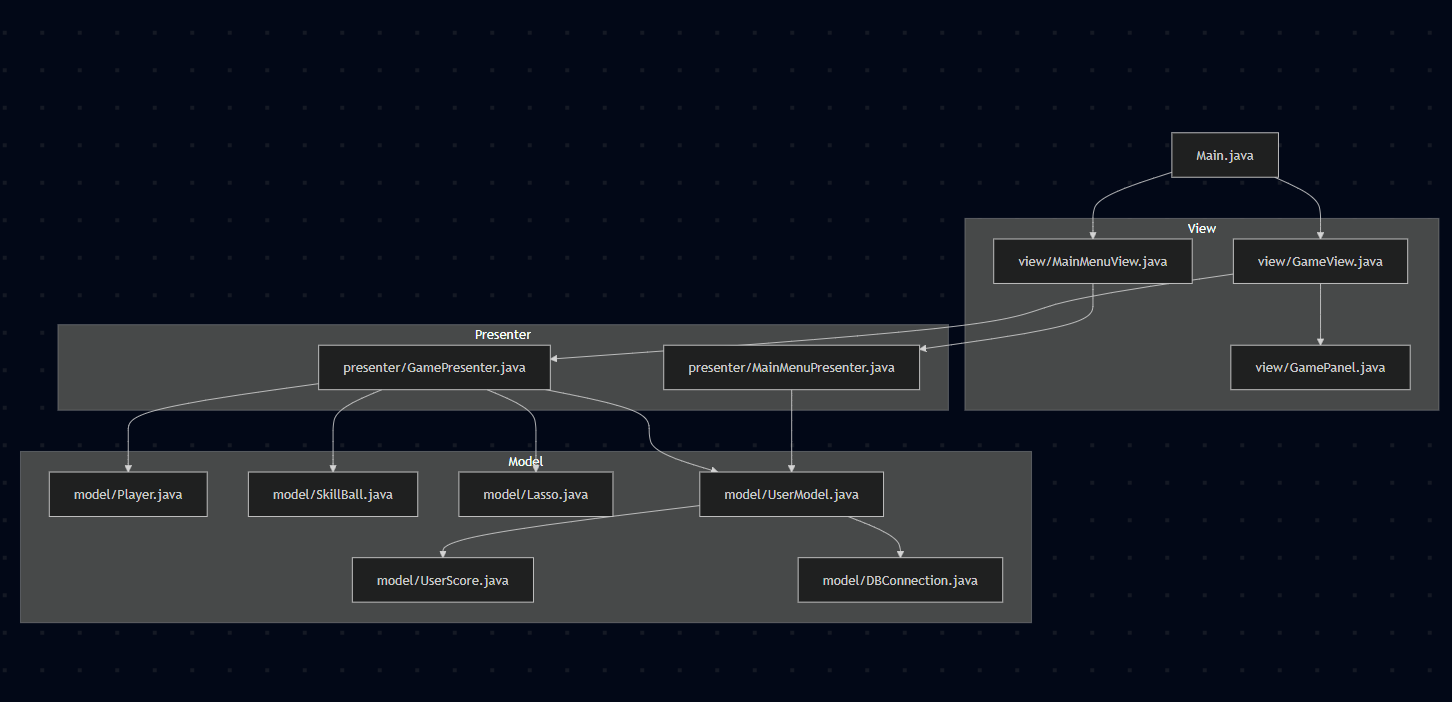 Main.java
View
view/MainMenuView.java
view/GameView.java
Presenter
presenter/GamePresenter.java
presenter/MainMenuPresenter.java
view/GamePanel.java
Model
model/Player.java
model/SkillBall.java
model/Lasso.java
model/UserModel.java
model/UserScore.java
model/DBConnection.java